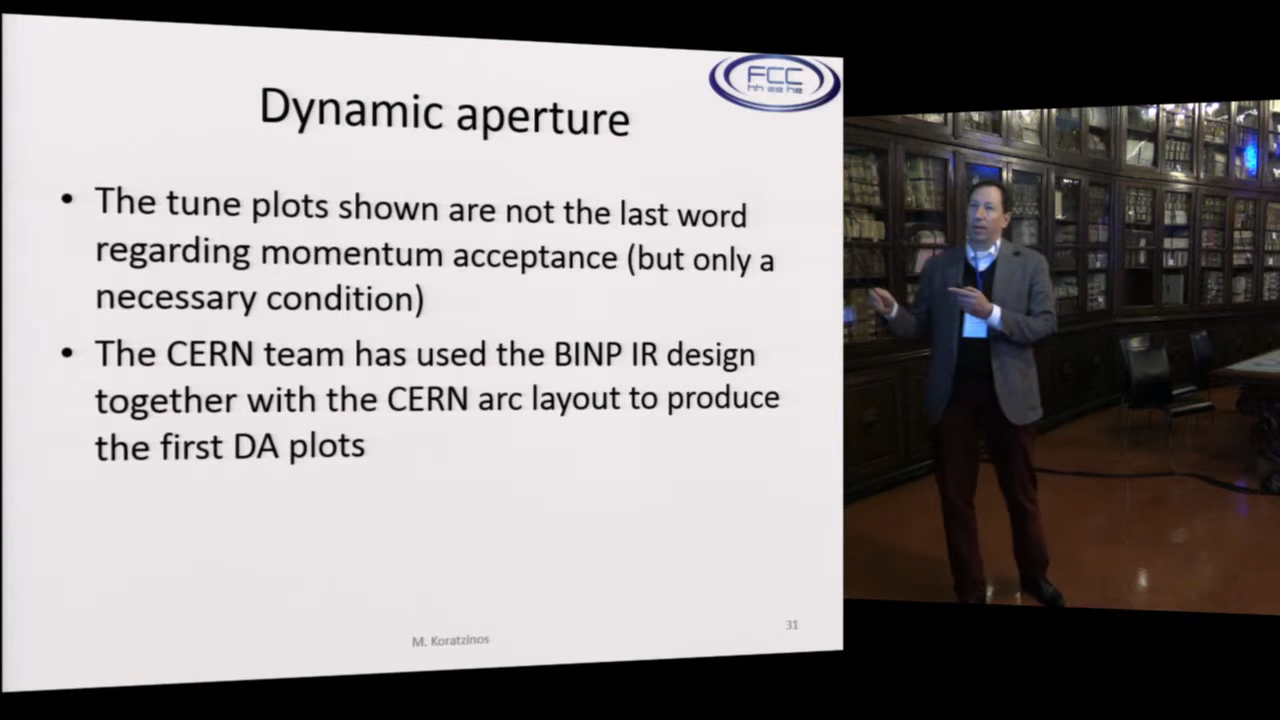 FCC
hh ee he
Dynamic aperture
• The tune plots shown are not the last word
regarding momentum acceptance (but only a
necessary condition)
• The CERN team has used the BINP IR design
together with the CERN arc layout to produce
the first DA plots
M. Koratzinos
31